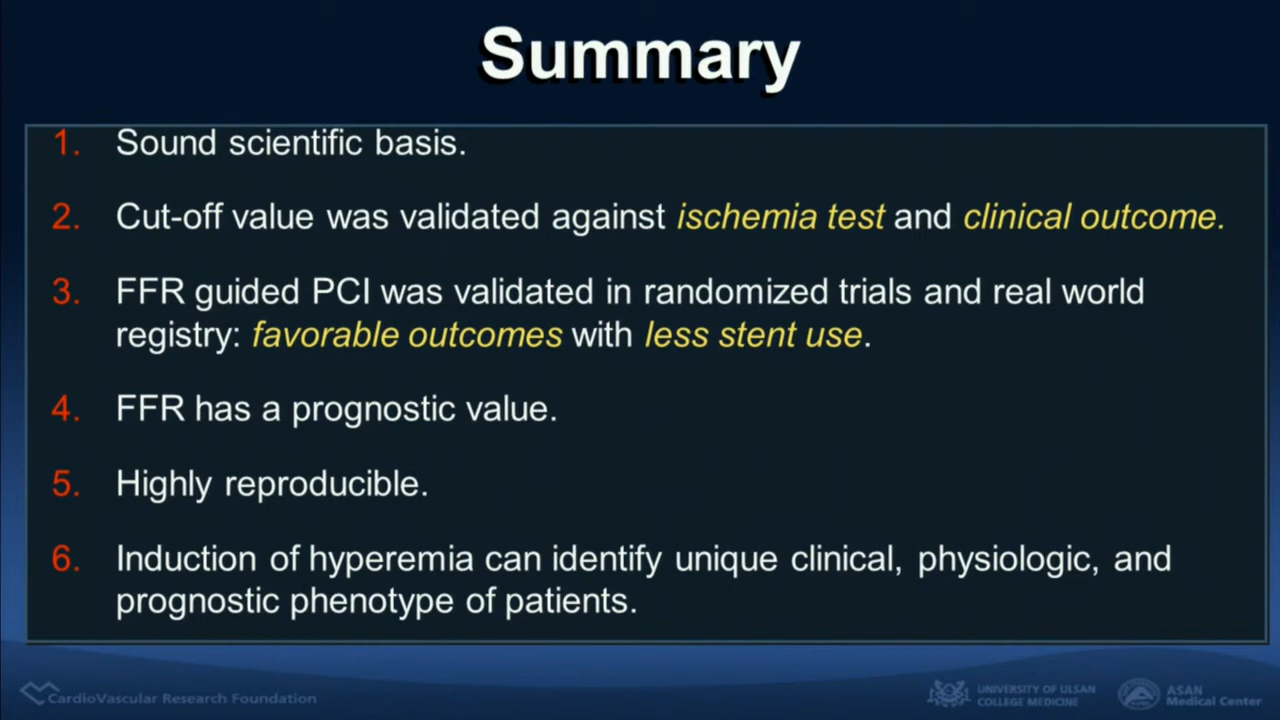 Summary
1. Sound scientific basis.
2. Cut-off value was validated against ischemia test and clinical outcome.
3. FFR guided PCI was validated in randomized trials and real world
registry: favorable outcomes with less stent use.
4. FFR has a prognostic value.
5. Highly reproducible.
6. Induction of hyperemia can identify unique clinical, physiologic, and
prognostic phenotype of patients.
CardioVascular Research Foundation
UNIVERSITY OF ULSAN
COLLEGE MEDICINE
ASAN
Medical Center